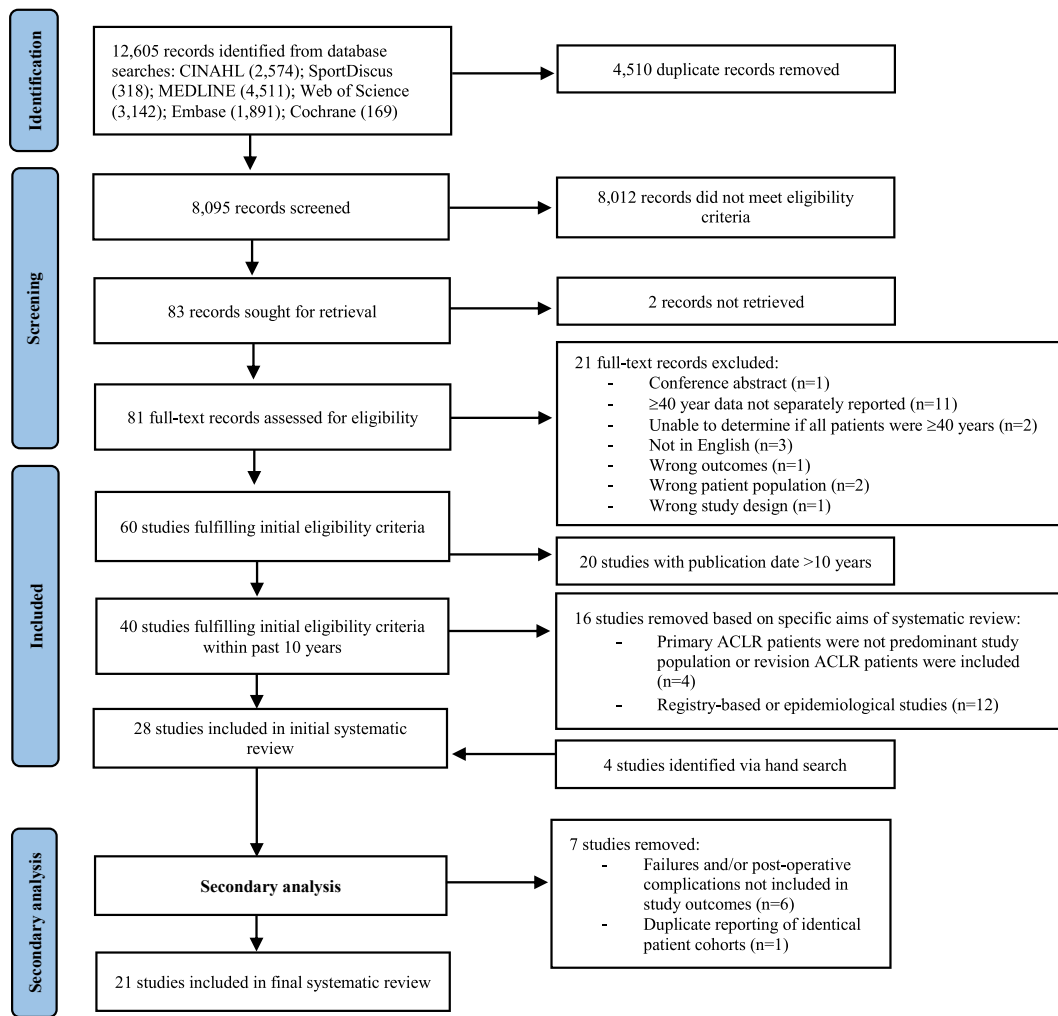 Identification
12,605 records identified from database
searches: CINAHL (2,574); SportDiscus
(318); MEDLINE (4,511); Web of Science
(3,142); Embase (1,891); Cochrane (169)
4,510 duplicate records removed
Screening
8,095 records screened
8,012 records did not meet eligibility
criteria
83 records sought for retrieval
2 records not retrieved
81 full-text records assessed for eligibility
21 full-text records excluded:
- Conference abstract (n=1)
- ≥40 year data not separately reported (n=11)
- Unable to determine if all patients were ≥40 years (n=2)
- Not in English (n=3)
- Wrong outcomes (n=1)
- Wrong patient population (n=2)
- Wrong study design (n=1)
Included
60 studies fulfilling initial eligibility criteria
20 studies with publication date >10 years
40 studies fulfilling initial eligibility criteria
within past 10 years
16 studies removed based on specific aims of systematic review:
- Primary ACLR patients were not predominant study
population or revision ACLR patients were included
(n=4)
- Registry-based or epidemiological studies (n=12)
28 studies included in initial systematic
review
4 studies identified via hand search
Secondary analysis
Secondary analysis
7 studies removed:
- Failures and/or post-operative
complications not included in
study outcomes (n=6)
- Duplicate reporting of identical
patient cohorts (n=1)
21 studies included in final systematic review